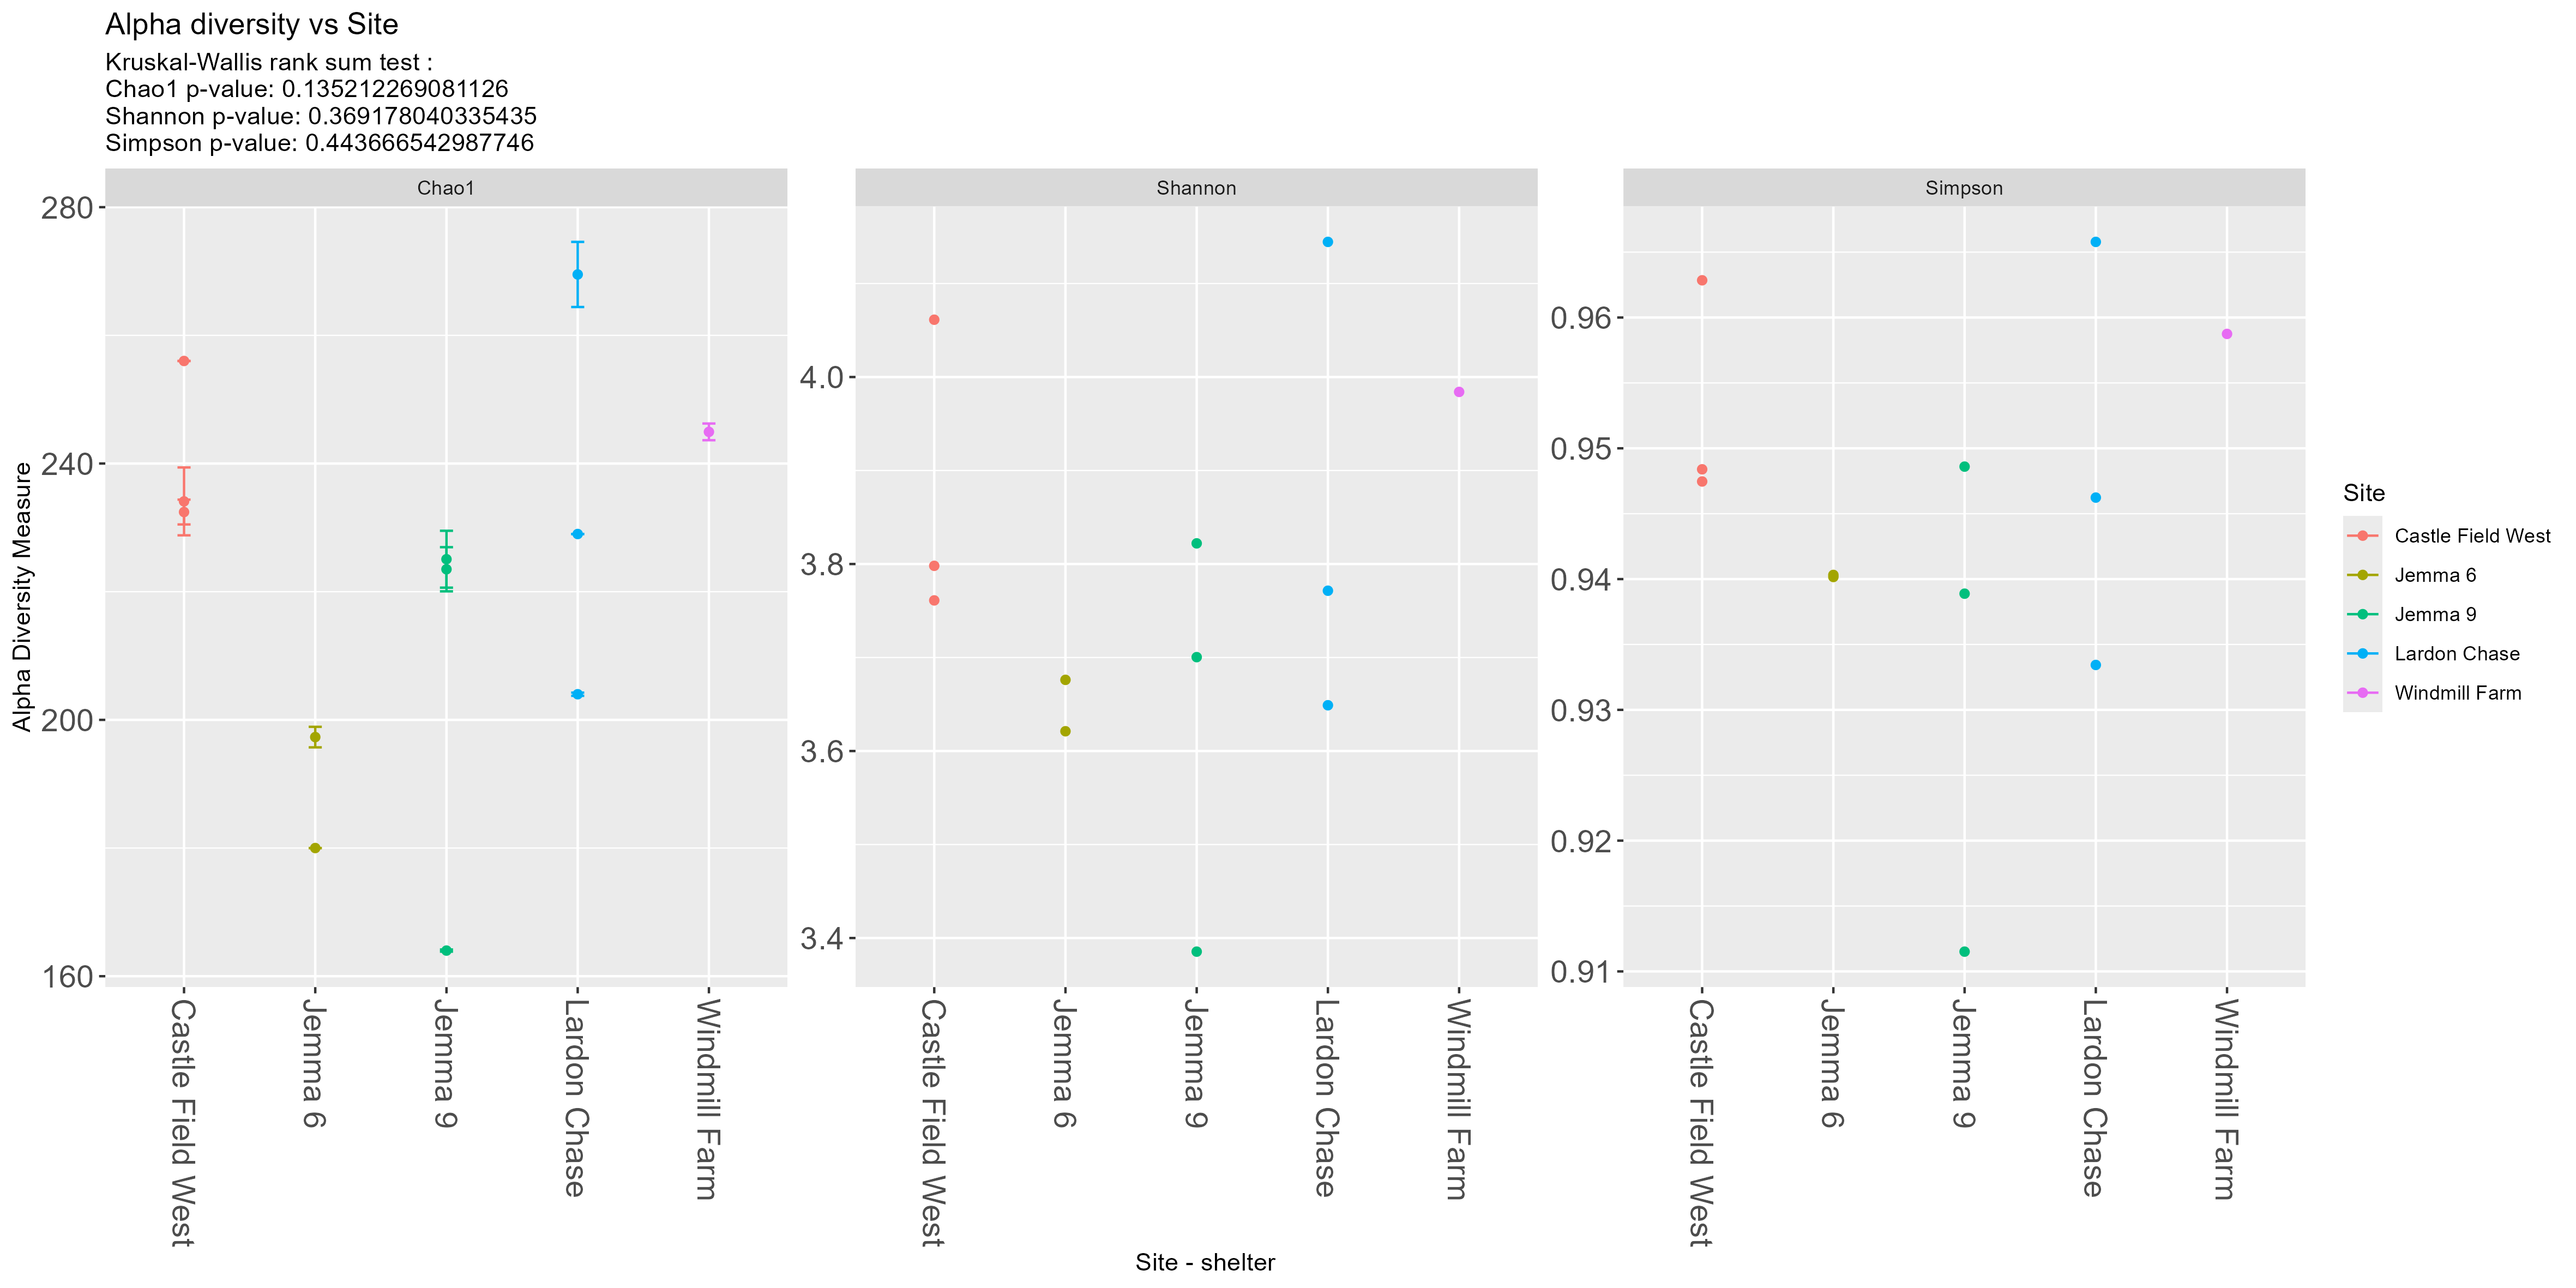 Alpha diversity vs Site
Kruskal-Wallis rank sum test :
Chao1 p-value: 0.135212269081126
Shannon p-value: 0.369178040335435
Simpson p-value: 0.443666542987746
Chao1
Shannon
Simpson
Alpha Diversity Measure
280
240
200
160
4.0
3.8
3.6
3.4
0.96
0.95
0.94
0.93
0.92
0.91
Castle Field West
Jemma 6
Jemma 9
Lardon Chase
Windmill Farm
Castle Field West
Jemma 6
Jemma 9
Lardon Chase
Windmill Farm
Castle Field West
Jemma 6
Jemma 9
Lardon Chase
Windmill Farm
Site - shelter
Site
Castle Field West
Jemma 6
Jemma 9
Lardon Chase
Windmill Farm